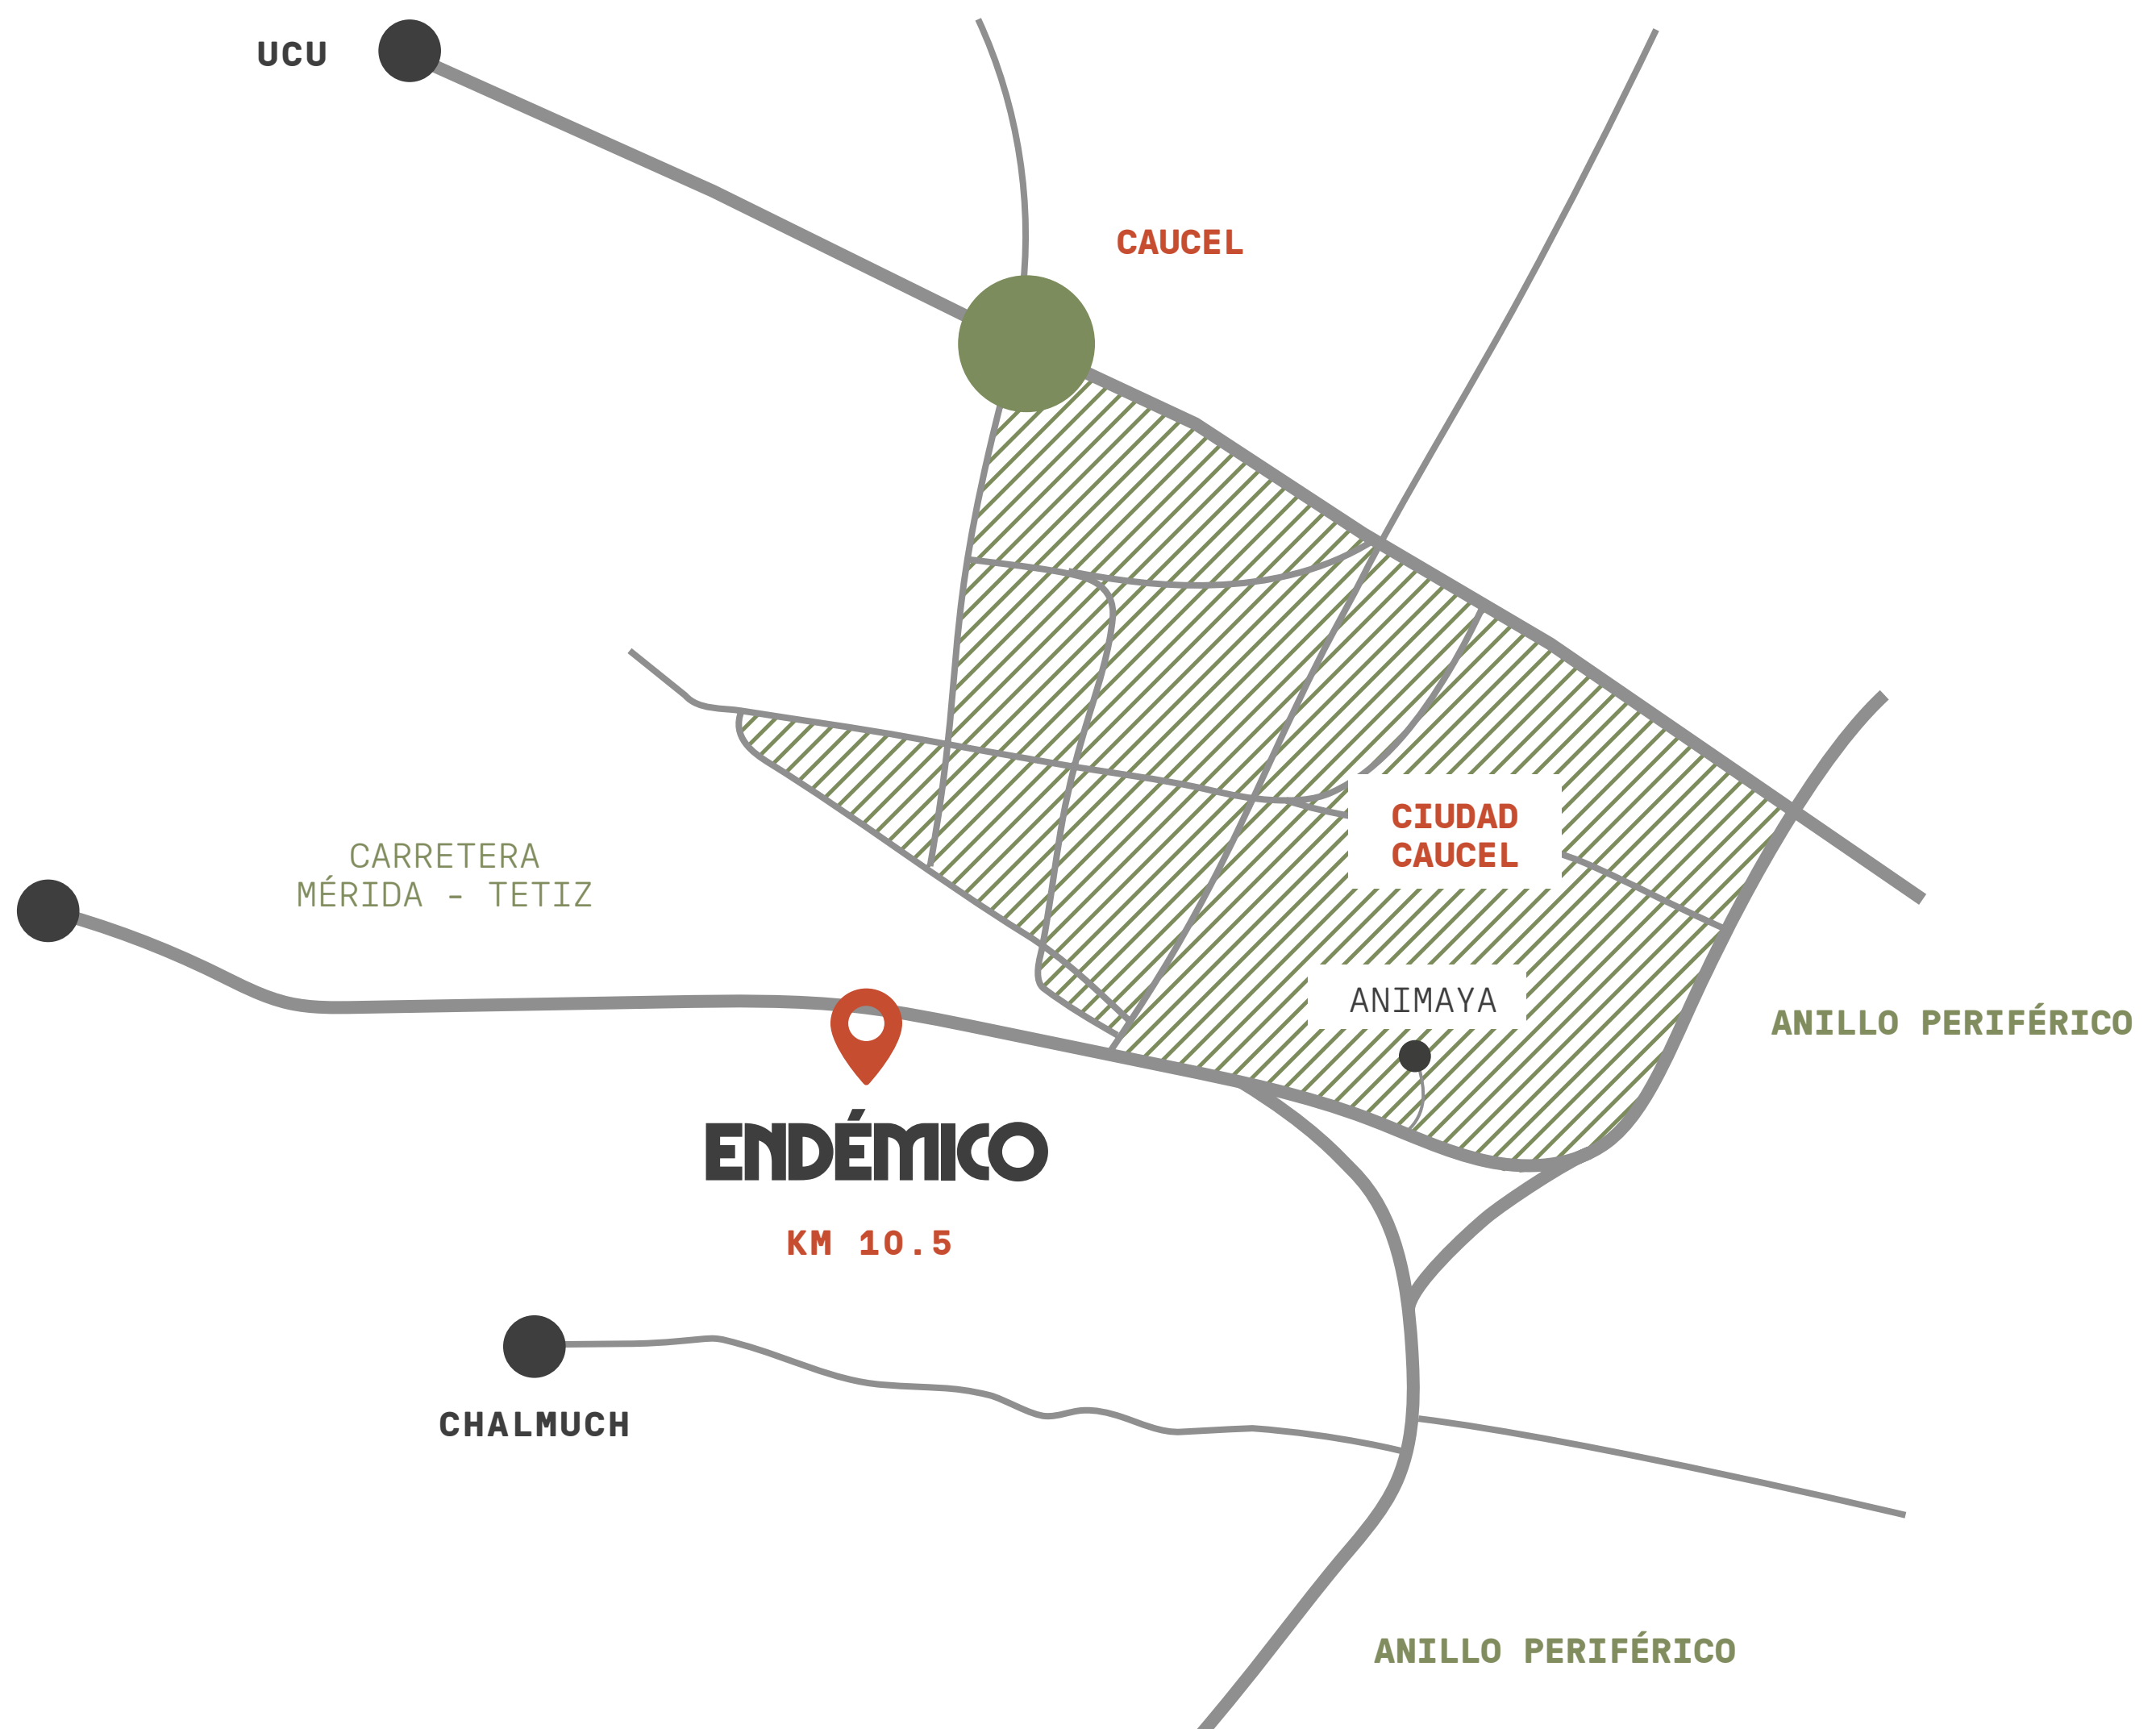 UCU
CAUCEL
CIUDAD
CAUCEL
CARRETERA
MÉRIDA - TETIZ
ANIMAYA
ANILLO PERIFÉRICO
ENDÉMICO
KM 10.5
CHALMUCH
ANILLO PERIFÉRICO